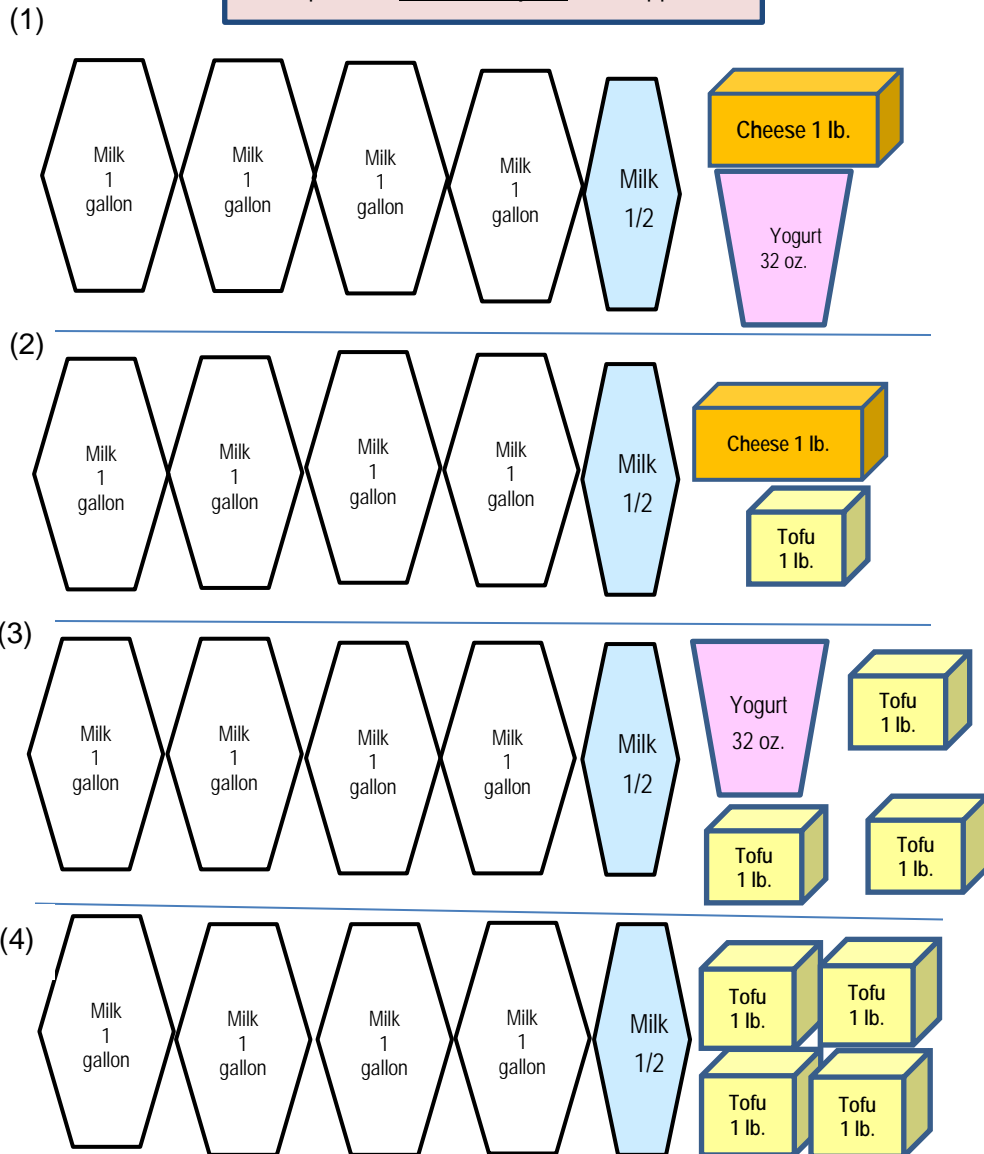 (1)
Milk
1
gallon
Milk
1
gallon
Milk
1
gallon
Milk
1
gallon
Milk
1/2
Cheese 1 lb.
Yogurt
32 oz.
(2)
Milk
1
gallon
Milk
1
gallon
Milk
1
gallon
Milk
1
gallon
Milk
1/2
Cheese 1 lb.
Tofu
1 lb.
(3)
Milk
1
gallon
Milk
1
gallon
Milk
1
gallon
Milk
1
gallon
Milk
1/2
Yogurt
32 oz.
Tofu
1 lb.
Tofu
1 lb.
Tofu
1 lb.
(4)
Milk
1
gallon
Milk
1
gallon
Milk
1
gallon
Milk
1
gallon
Milk
1/2
Tofu
1 lb.
Tofu
1 lb.
Tofu
1 lb.
Tofu
1 lb.